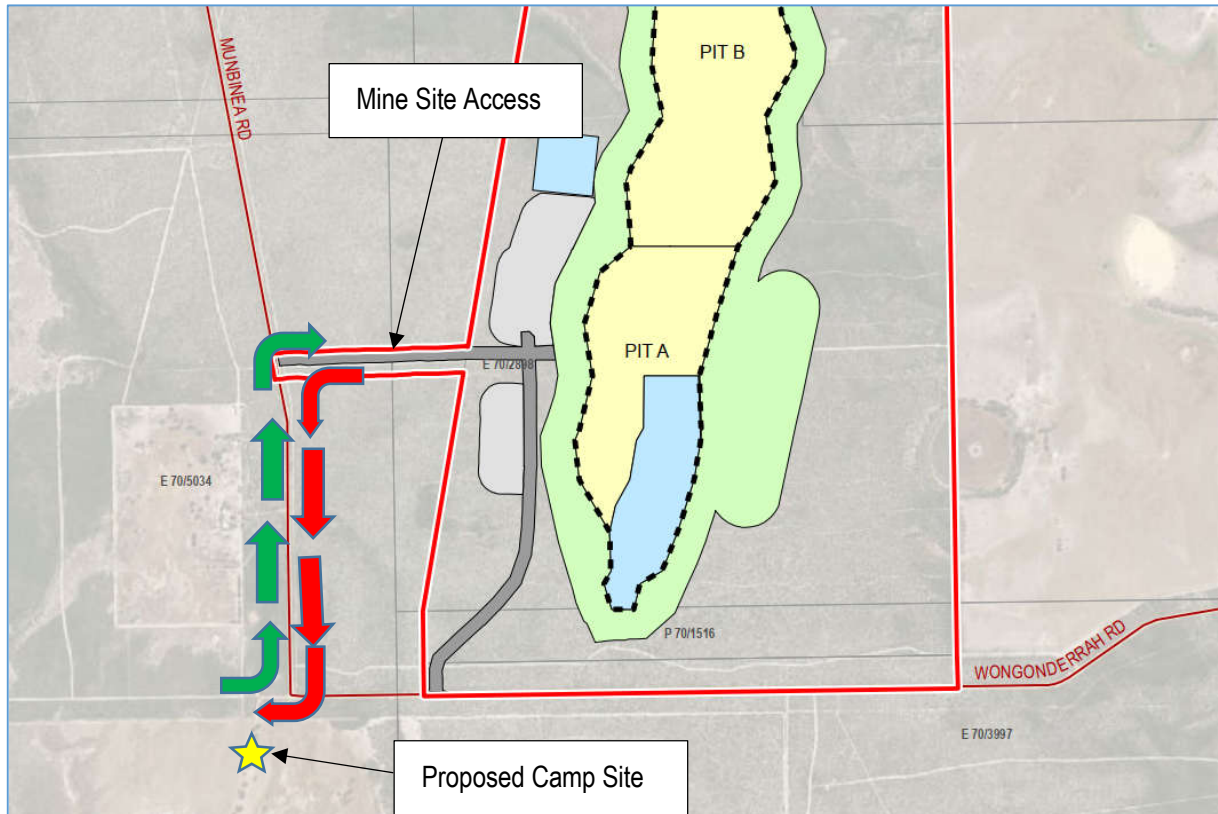 MUNBINEA RD
Mine Site Access
PIT B
PIT A
E 70/2898
E 70/5034
P 70/1516
WONGONDERRAH RD
E 70/3997
Proposed Camp Site